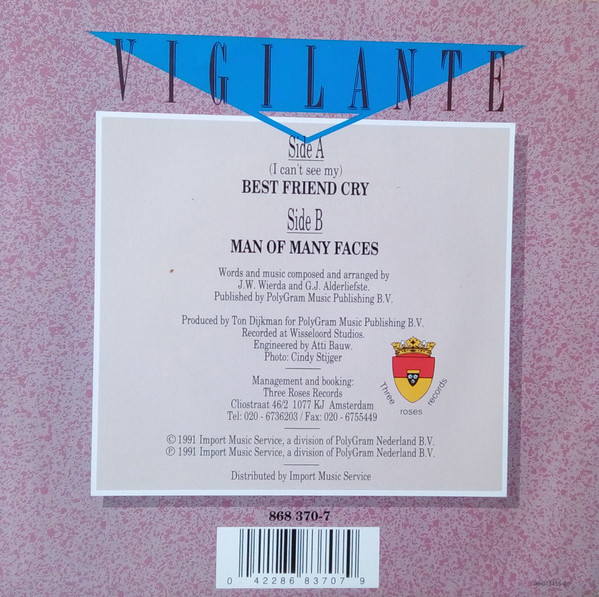 VIGILANTE
Side A
(I can't see my)
BEST FRIEND CRY
Side B
MAN OF MANY FACES
Words and music composed and arranged by
J.W. Wierda and G.J. Alderliefste.
Published by PolyGram Music Publishing B.V.
Produced by Ton Dijkman for PolyGram Music Publishing B.V.
Recorded at Wisseloord Studios.
Engineered by Atti Bauw.
Photo: Cindy Stijger
Three roses records
Management and booking:
Three Roses Records
Cliostraat 46/2 1077 KJ Amsterdam
Tel: 020 - 6736203 / Fax: 020 - 6755449
© 1991 Import Music Service, a division of PolyGram Nederland B.V.
℗ 1991 Import Music Service, a division of PolyGram Nederland B.V.
Distributed by Import Music Service
868 370-7
0 42286 83707 9